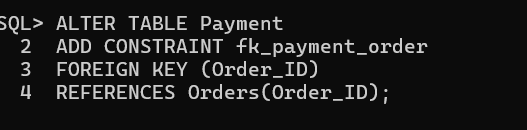 SQL> ALTER TABLE Payment
2 ADD CONSTRAINT fk_payment_order
3 FOREIGN KEY (Order_ID)
4 REFERENCES Orders(Order_ID);